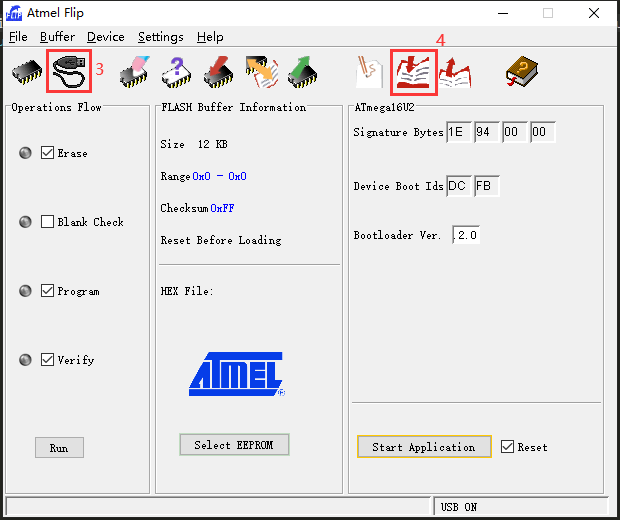 FLIP Atmel Flip
File Buffer Device Settings Help
3
4
Operations Flow
Erase
Blank Check
Program
Verify
Run
FLASH Buffer Information
Size 12 KB
Range 0x0 - 0x0
Checksum 0xFF
Reset Before Loading
HEX File:
ATMEL®
Select EEPROM
ATmega16U2
Signature Bytes 1E 94 00 00
Device Boot Ids DC FB
Bootloader Ver. .2.0
Start Application Reset
USB ON